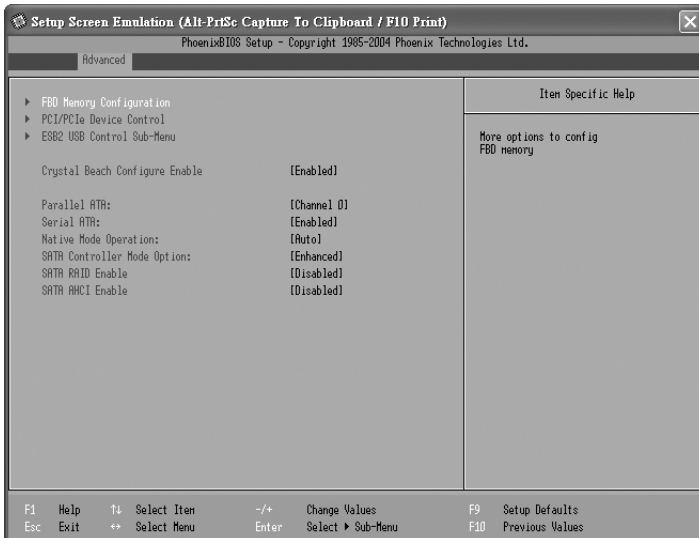 Setup Screen Emulation (Alt-PrtSc Capture To Clipboard / F10 Print)
PhoenixBIOS Setup - Copyright 1985-2004 Phoenix Technologies Ltd.
Advanced
FBD Memory Configuration
PCI/PCIe Device Control
ESB2 USB Control Sub-Menu
Crystal Beach Configure Enable [Enabled]
Parallel ATA: [Channel 0]
Serial ATA: [Enabled]
Native Mode Operation: [Auto]
SATA Controller Mode Option: [Enhanced]
SATA RAID Enable [Disabled]
SATA AHCI Enable [Disabled]
Item Specific Help
More options to config
FBD memory
F1 Help ↑↓ Select Item -/+ Change Values F9 Setup Defaults
Esc Exit ↔ Select Menu Enter Select ▶ Sub-Menu F10 Previous Values